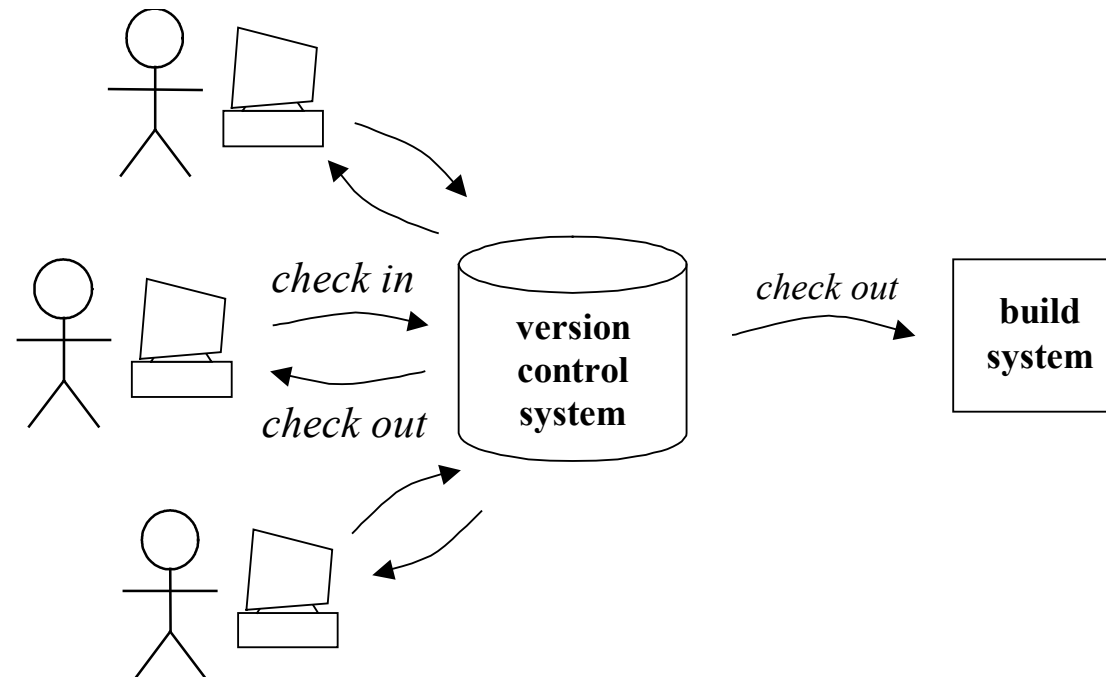 check in
check out
version
control
system
check out
build
system